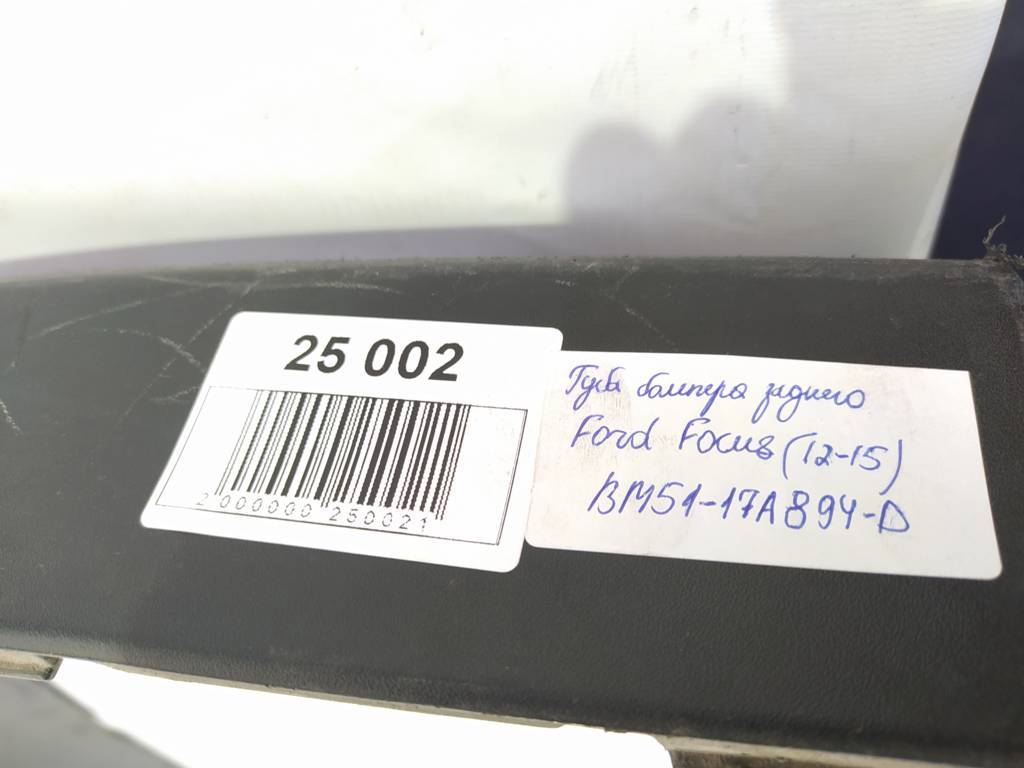 25 002
2 000000 250021
Губа бампера заднего
Ford Focus (12-15)
BM51-17A894-D